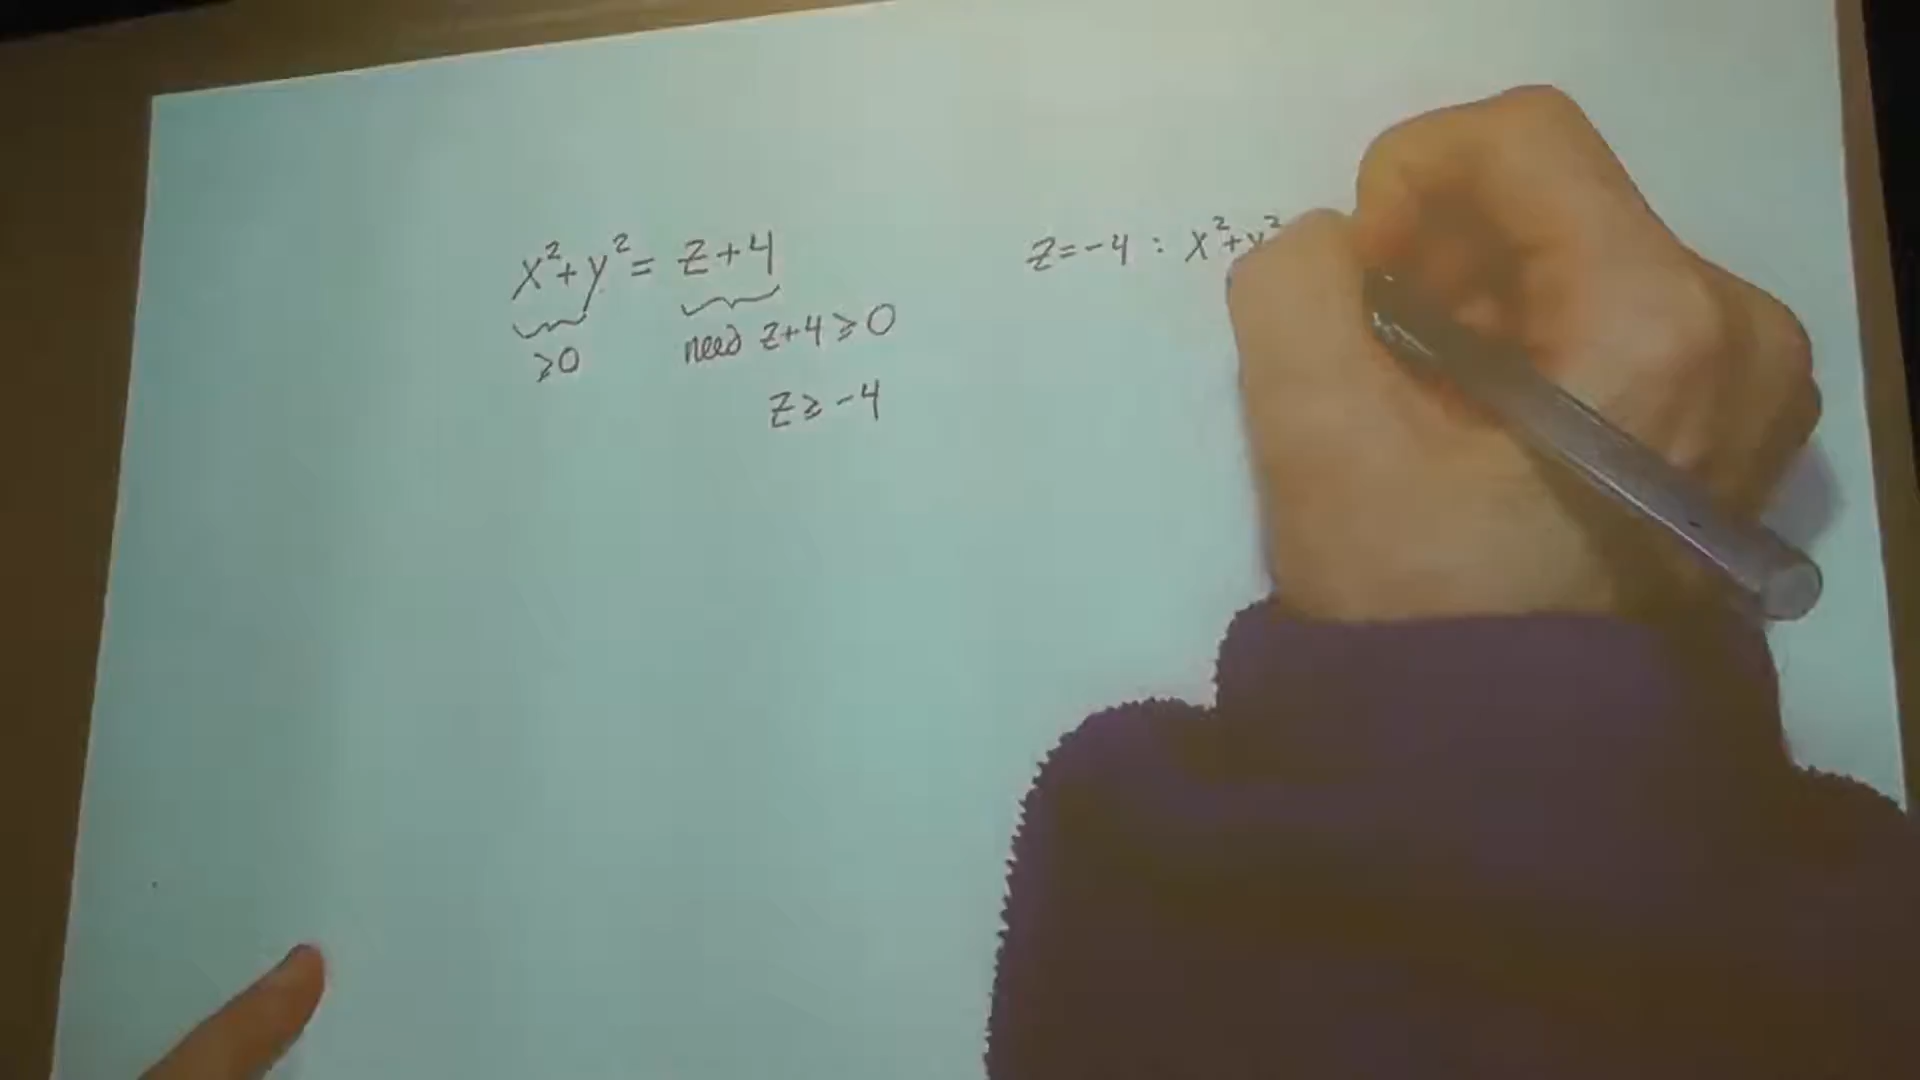 x²+y²= z+4
≥0
need z+4≥0
z≥-4
z=-4 : x²+y²